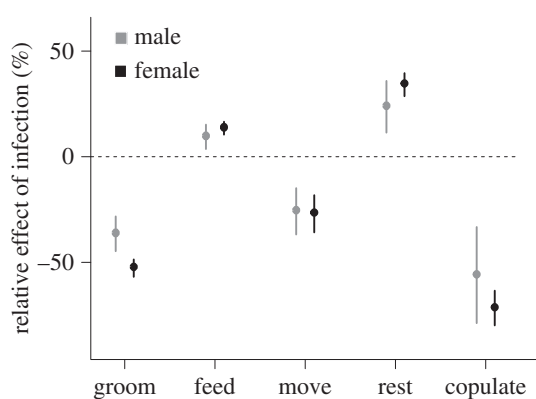 relative effect of infection (%)
50
0
–50
male
female
groom feed move rest copulate